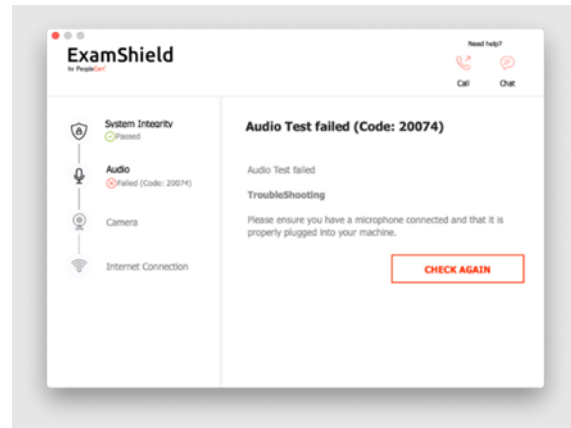 ExamShield
by PeopleCert
Need help?
Call
Chat
System Integrity
Passed
Audio
Failed (Code: 20074)
Camera
Internet Connection
Audio Test failed (Code: 20074)
Audio Test failed
TroubleShooting
Please ensure you have a microphone connected and that it is
properly plugged into your machine.
CHECK AGAIN